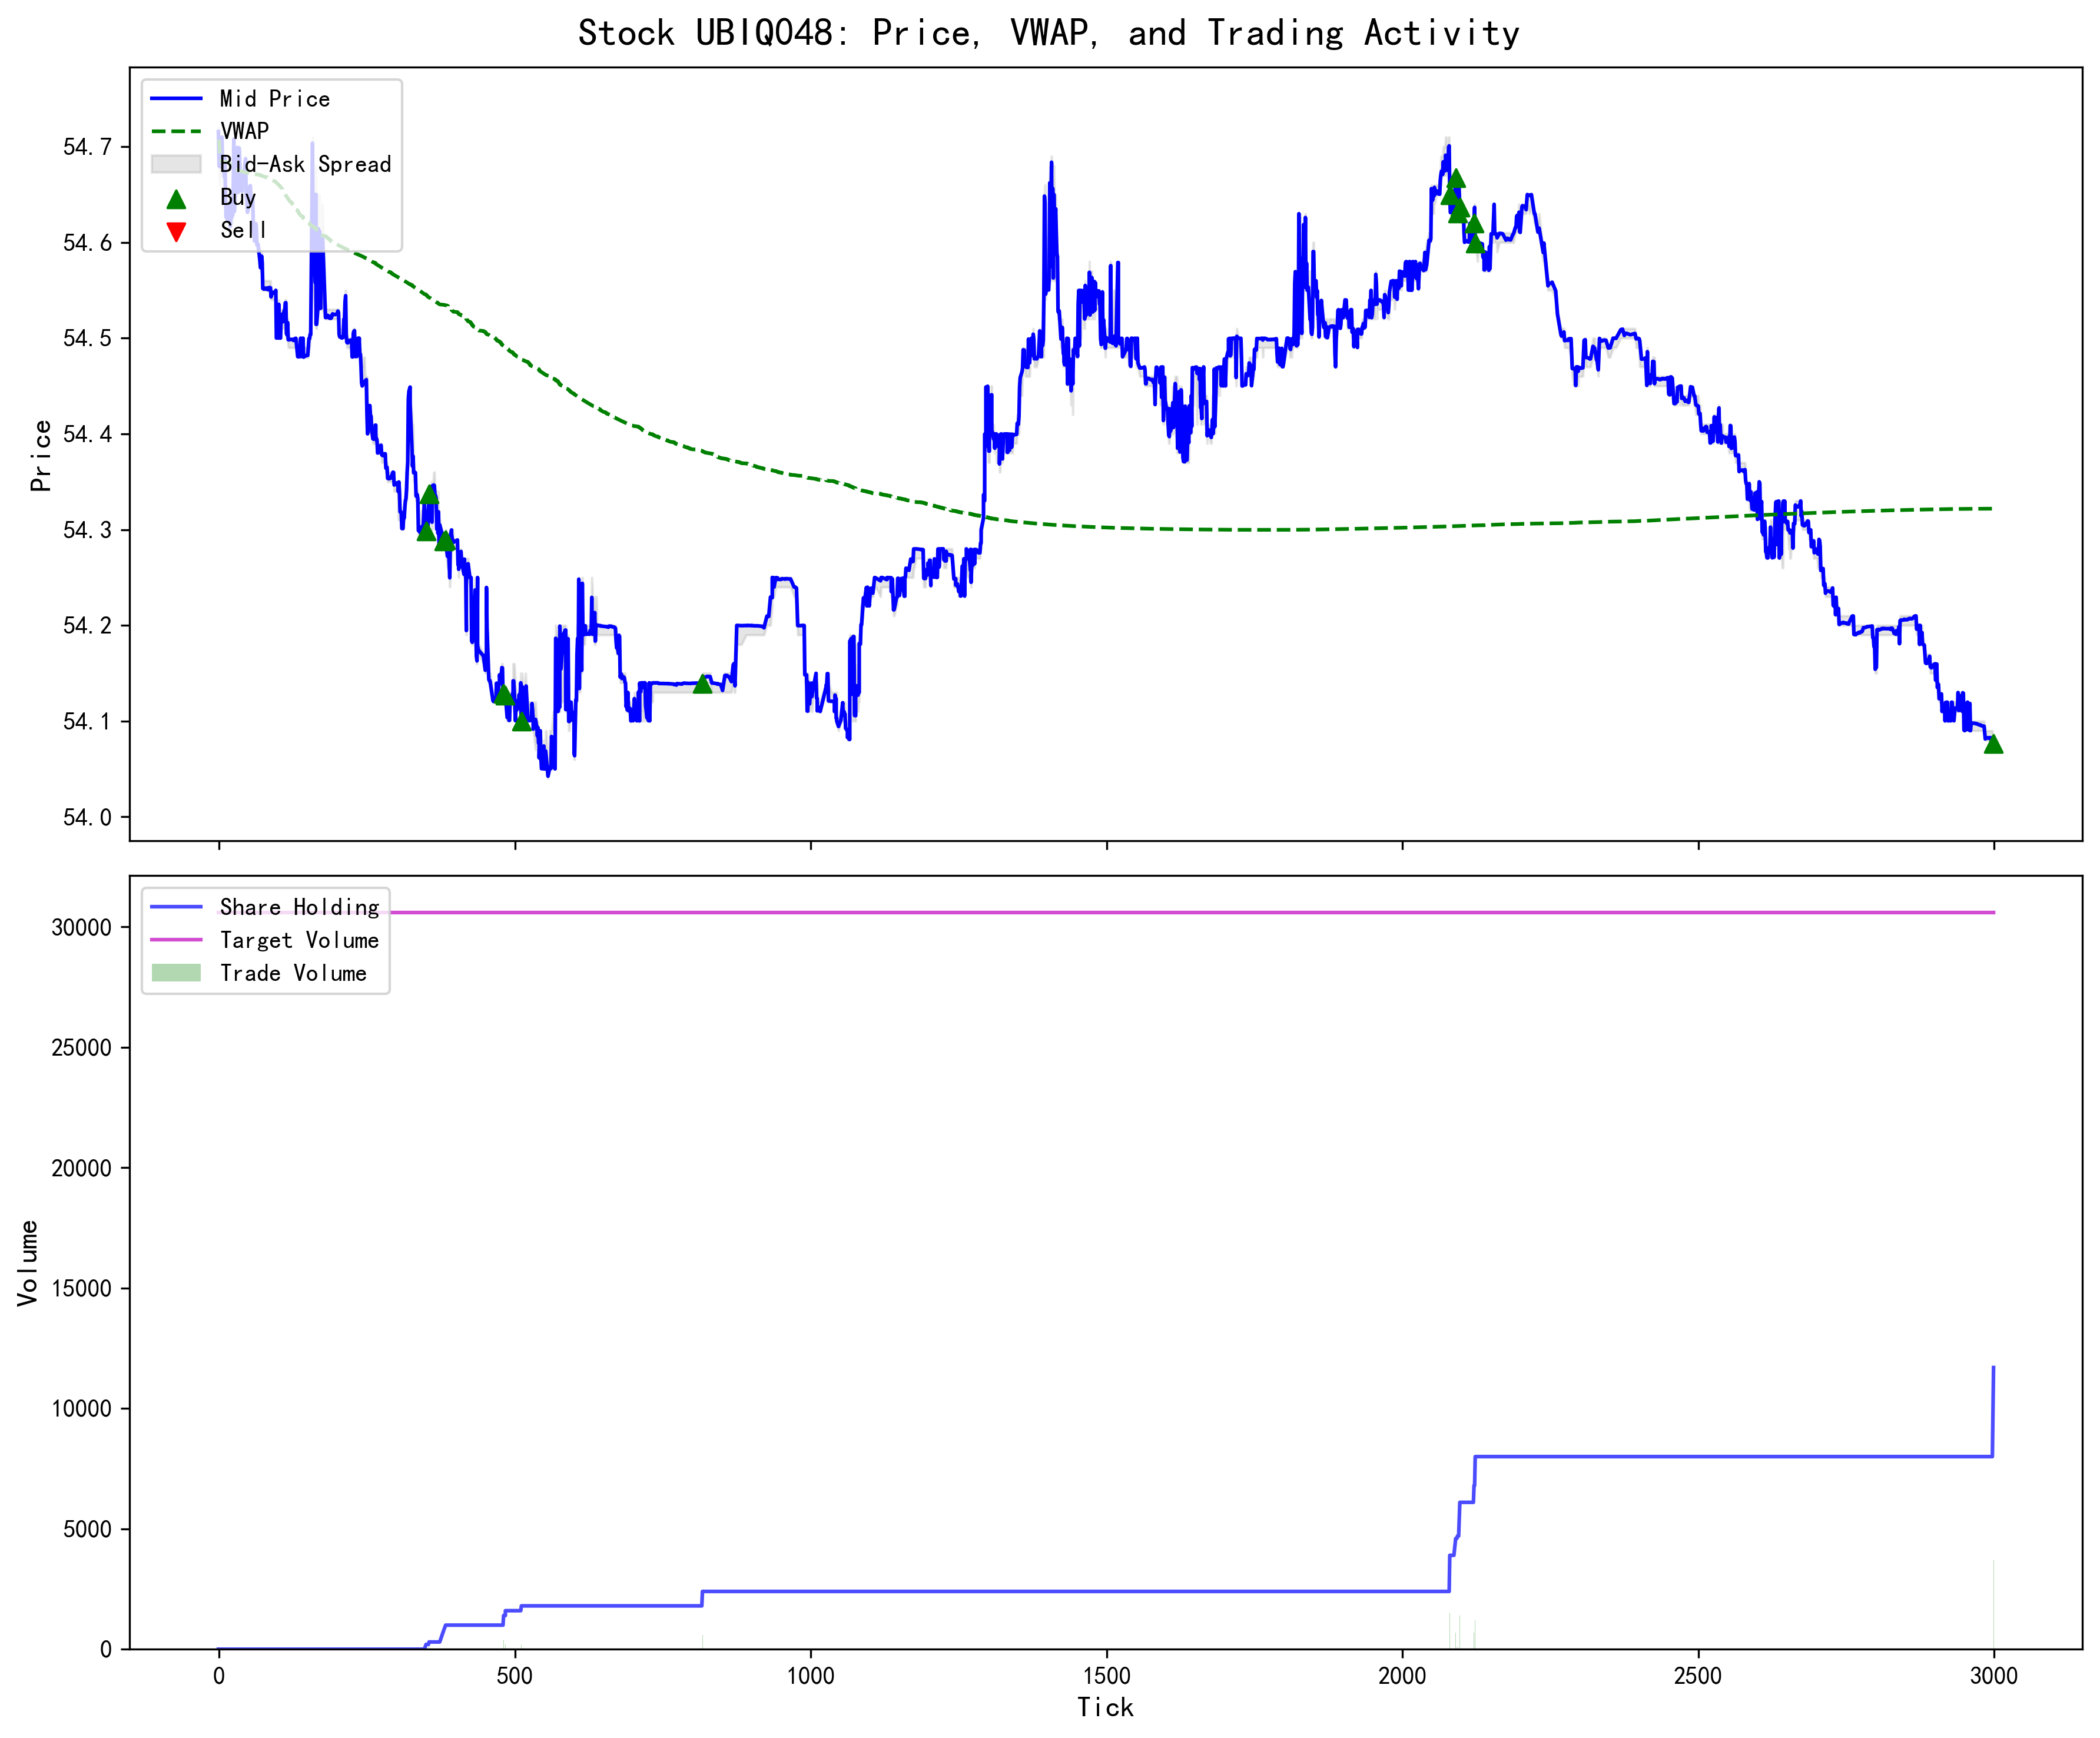 Stock UBIQ048: Price, VWAP, and Trading Activity
Mid Price
VWAP
Bid-Ask Spread
Buy
Sell
54.7
54.6
54.5
54.4
54.3
54.2
54.1
54.0
Price
Share Holding
Target Volume
Trade Volume
30000
25000
20000
15000
10000
5000
0
Volume
0
500
1000
1500
2000
2500
3000
Tick